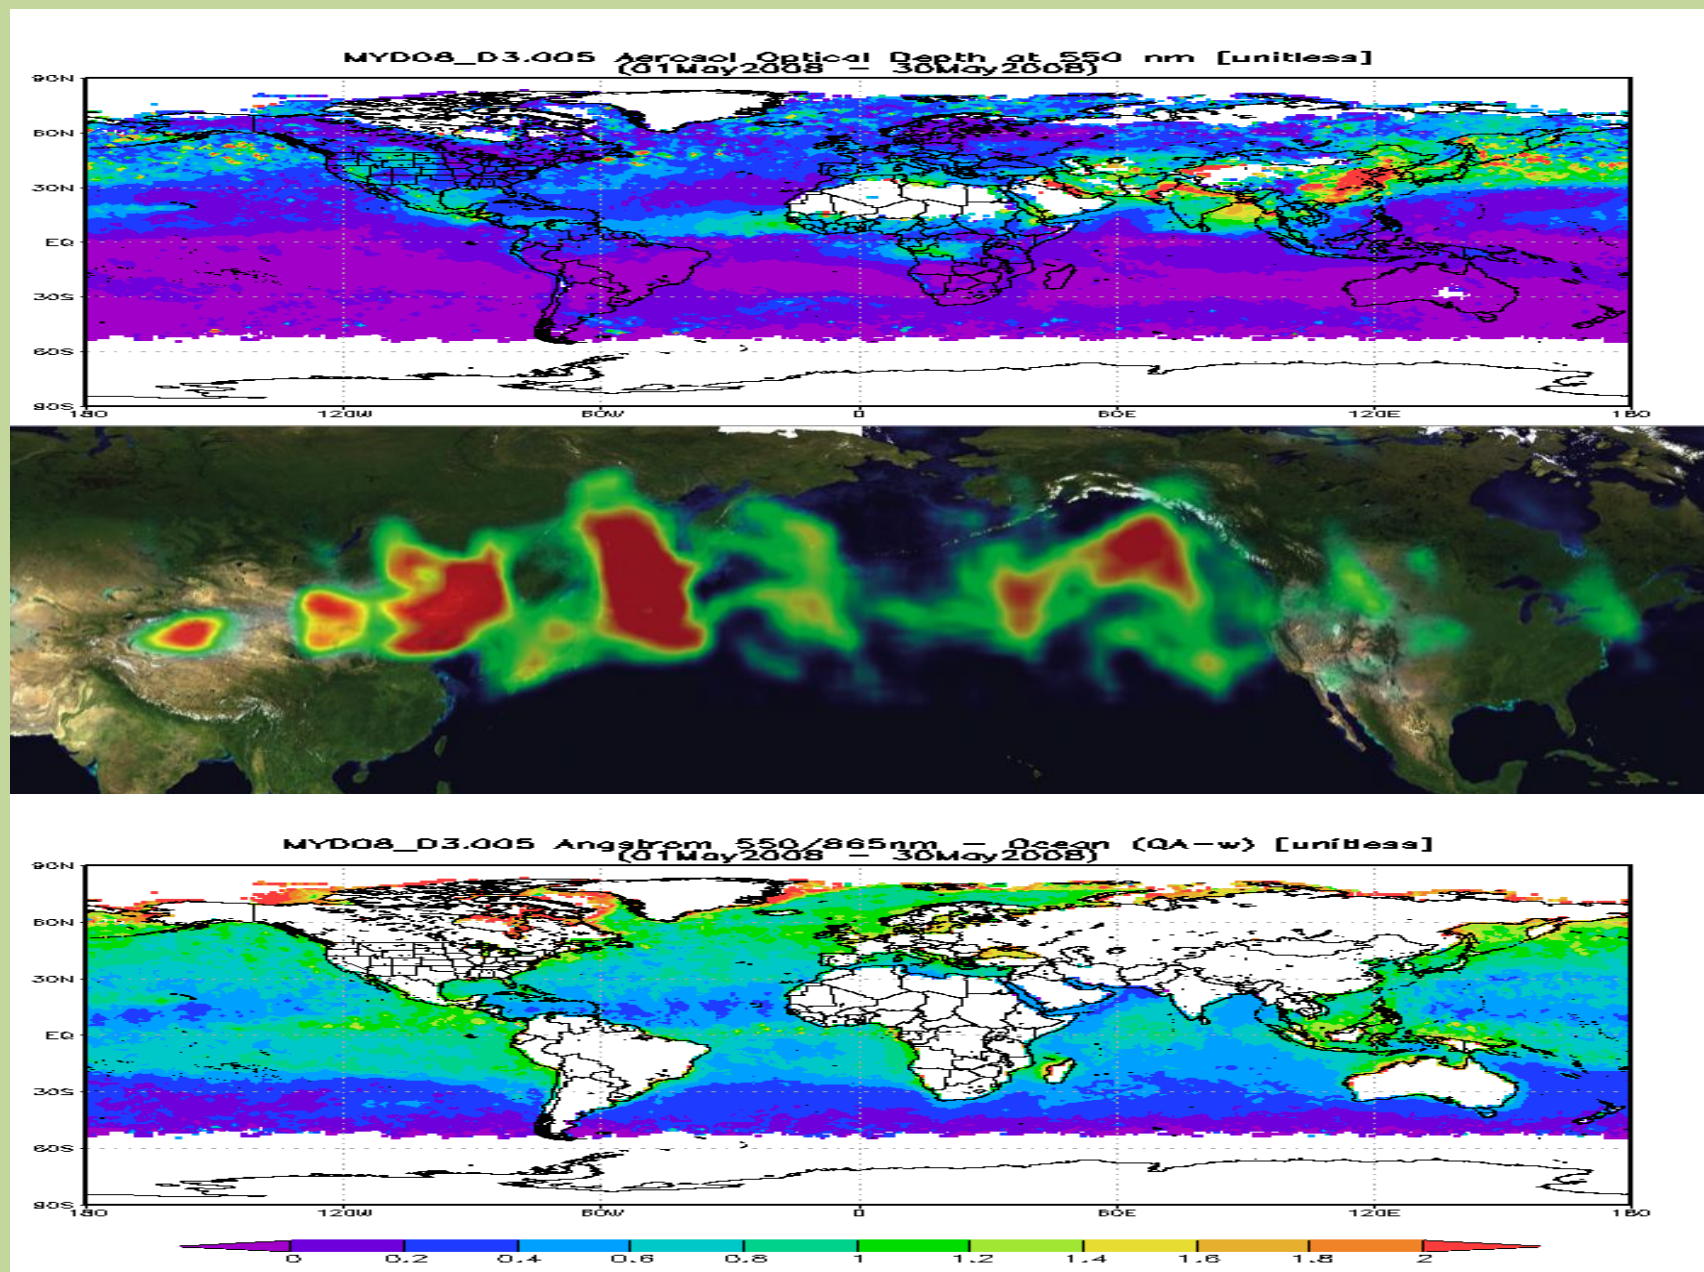 MYD08_D3.005 Aerosol Optical Depth at 550 nm [unitless]
(01May2008 - 30May2008)
90N
60N
30N
EQ
30S
60S
90S
180 120W 60W 0 60E 120E 180
MYD08_D3.005 Angstrom 550/865nm - Ocean (QA-w) [unitless]
(01May2008 - 30May2008)
90N
60N
30N
EQ
30S
60S
90S
180 120W 60W 0 60E 120E 180
0 0.2 0.4 0.6 0.8 1 1.2 1.4 1.6 1.8 2